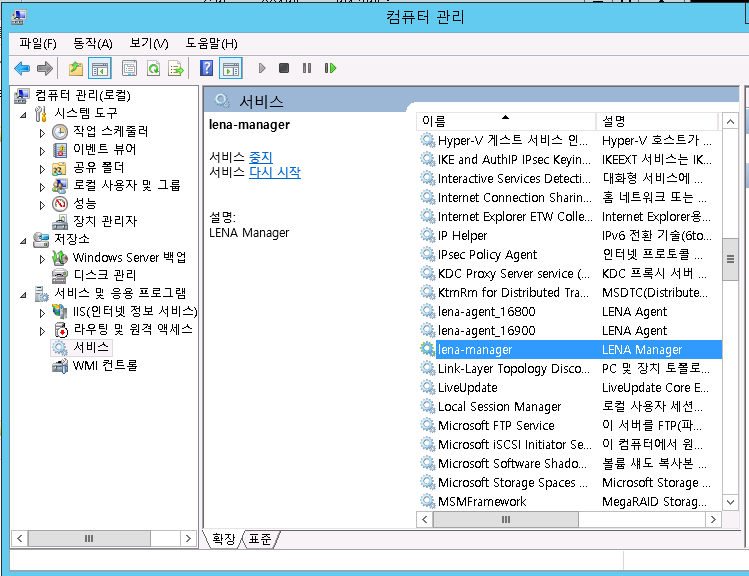 컴퓨터 관리
파일(F) 동작(A) 보기(V) 도움말(H)
컴퓨터 관리(로컬)
시스템 도구
작업 스케줄러
이벤트 뷰어
공유 폴더
로컬 사용자 및 그룹
성능
장치 관리자
저장소
Windows Server 백업
디스크 관리
서비스 및 응용 프로그램
IIS(인터넷 정보 서비스)
라우팅 및 원격 액세스
서비스
WMI 컨트롤
서비스
lena-manager
서비스 중지
서비스 다시 시작
설명:
LENA Manager
이름 설명
Hyper-V 게스트 서비스 인... Hyper-V 호스트가 ...
IKE and AuthIP IPsec Keyin... IKEEXT 서비스는 IK...
Interactive Services Detecti... 대화형 서비스에 ...
Internet Connection Sharin... 홈 네트워크 또는 ...
Internet Explorer ETW Colle... Internet Explorer용...
IP Helper IPv6 전환 기술(6to...
IPsec Policy Agent 인터넷 프로토콜 ...
KDC Proxy Server service (... KDC 프록시 서버 ...
KtmRm for Distributed Tra... MSDTC(Distribute...
lena-agent_16800 LENA Agent
lena-agent_16900 LENA Agent
lena-manager LENA Manager
Link-Layer Topology Disco... PC 및 장치 토폴로...
LiveUpdate LiveUpdate Core E...
Local Session Manager 로컬 사용자 세션...
Microsoft FTP Service 이 서버를 FTP(파...
Microsoft iSCSI Initiator Se... 이 컴퓨터에서 원...
Microsoft Software Shado... 볼륨 섀도 복사본 ...
Microsoft Storage Spaces ... Microsoft Storage ...
MSMFramework MegaRAID Storag...
확장 표준